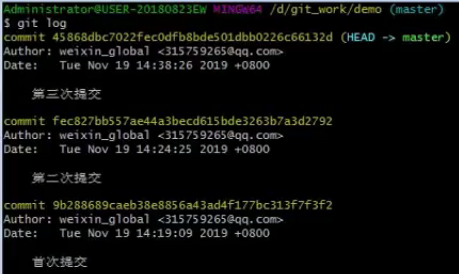 Administrator@USER-20180823EW MINGW64 /d/git_work/demo (master)
$ git log
commit 45868dbc7022fec0dfb8bde501dbb0226c66132d (HEAD -> master)
Author: weixin_global <315759265@qq.com>
Date:   Tue Nov 19 14:38:26 2019 +0800
第三次提交
commit fec827bb557ae44a3becd615bde3263b7a3d2792
Author: weixin_global <315759265@qq.com>
Date:   Tue Nov 19 14:24:25 2019 +0800
第二次提交
commit 9b288689caeb38e8856a43ad4f177bc313f7f3f2
Author: weixin_global <315759265@qq.com>
Date:   Tue Nov 19 14:19:09 2019 +0800
首次提交